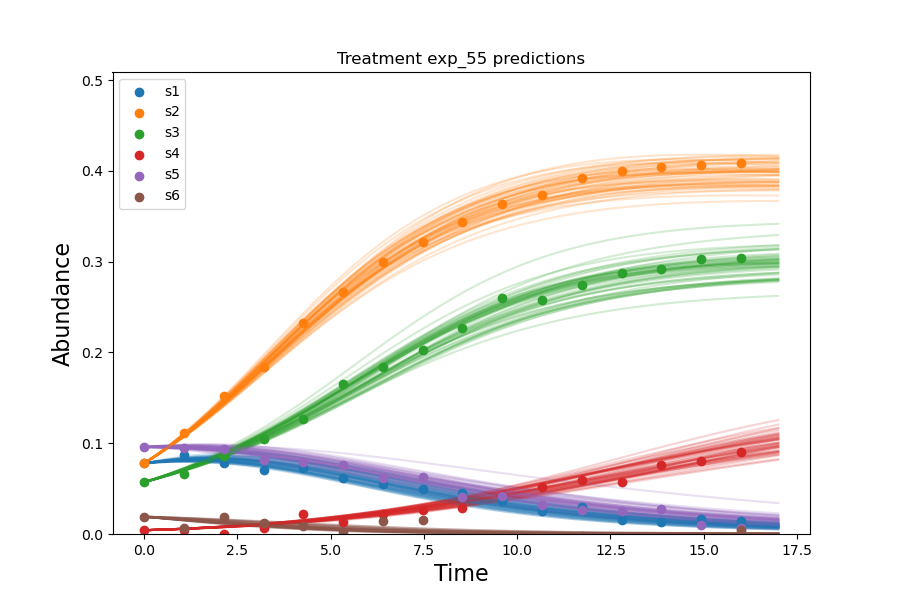 Treatment exp_55 predictions
s1
s2
s3
s4
s5
s6
Abundance
0.5
0.4
0.3
0.2
0.1
0.0
0.0 2.5 5.0 7.5 10.0 12.5 15.0 17.5
Time